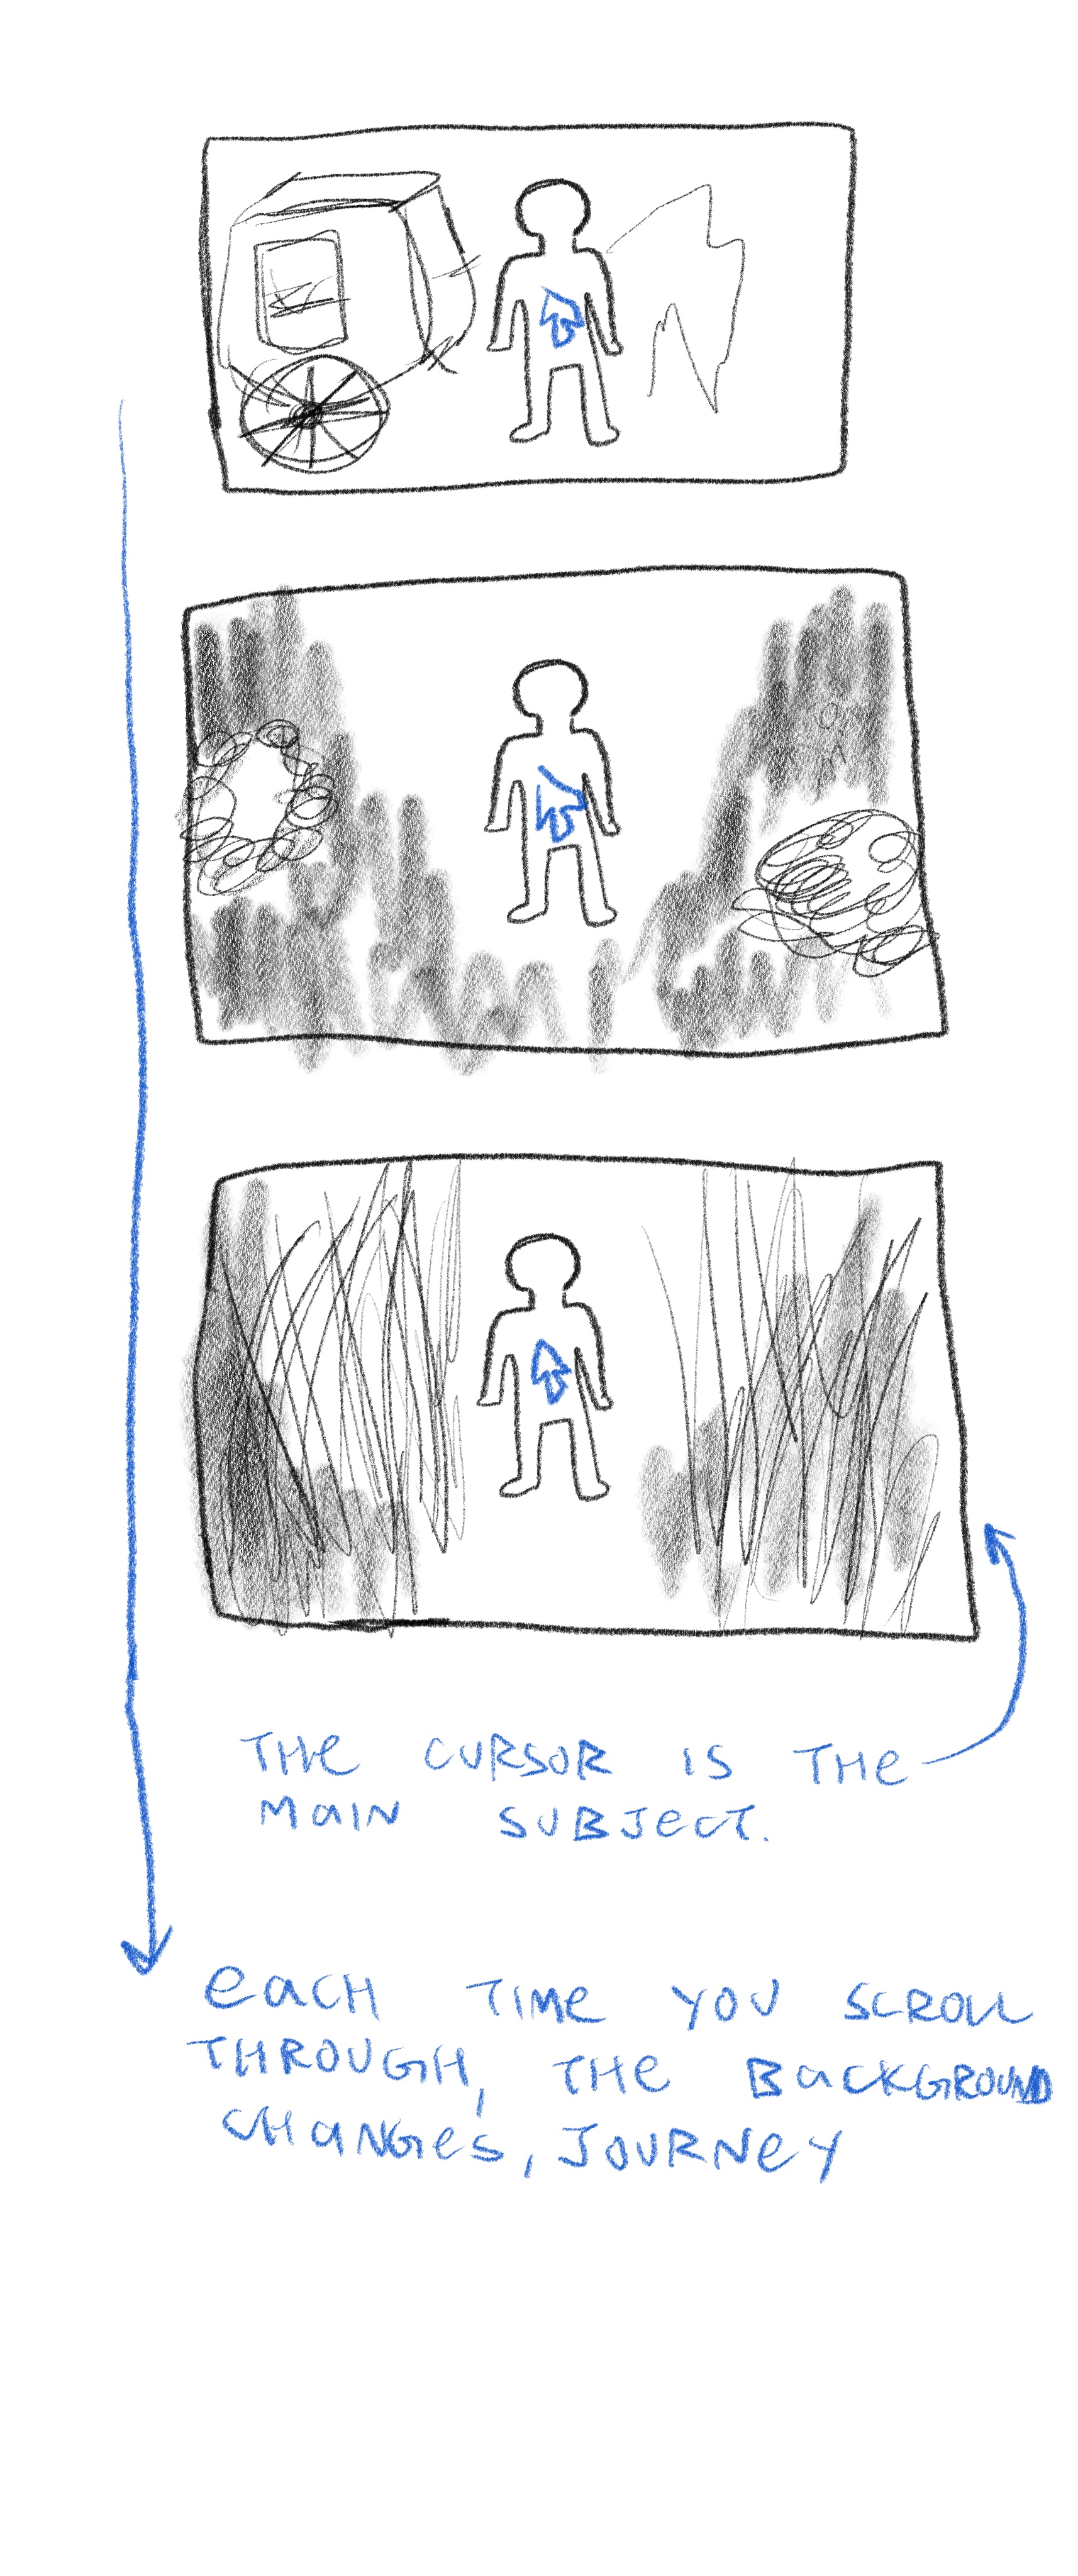 THE CURSOR IS THE
MAIN SUBJECT.
EACH TIME YOU SCROLL
THROUGH, THE BACKGROUND
CHANGES, JOURNEY